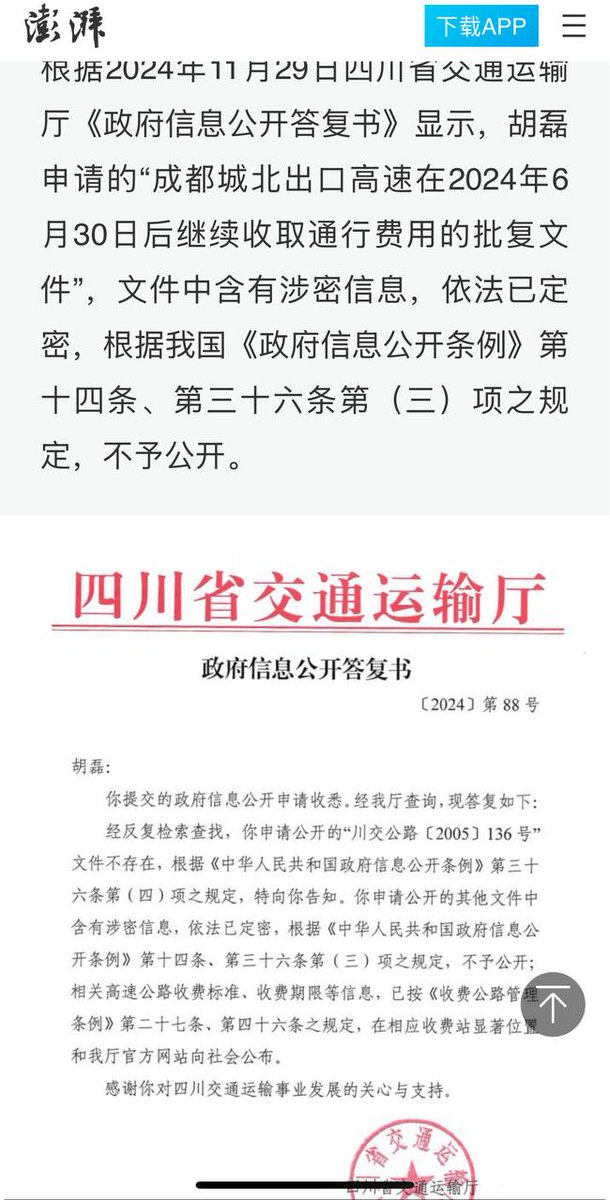 澎湃
下载APP
根据2024年11月29日四川省交通运输
厅《政府信息公开答复书》显示，胡磊
申请的“成都城北出口高速在2024年6
月30日后继续收取通行费用的批复文
件”，文件中含有涉密信息，依法已定
密，根据我国《政府信息公开条例》第
十四条、第三十六条第（三）项之规
定，不予公开。
四川省交通运输厅
政府信息公开答复书
〔2024〕第 88 号
胡磊：
你提交的政府信息公开申请收悉。经我厅查询，现答复如下：
经反复检索查找，你申请公开的“川交公路〔2005〕136 号”
文件不存在，根据《中华人民共和国政府信息公开条例》第三十
六条第（四）项之规定，特向你告知。你申请公开的其他文件中
含有涉密信息，依法已定密，根据《中华人民共和国政府信息公
开条例》第十四条、第三十六条第（三）项之规定，不予公开；
相关高速公路收费标准、收费期限等信息，已按《收费公路管理
条例》第二十七条、第四十六条之规定，在相应收费站显著位置
和我厅官方网站向社会公布。
感谢你对四川交通运输事业发展的关心与支持。
四川省交通运输厅